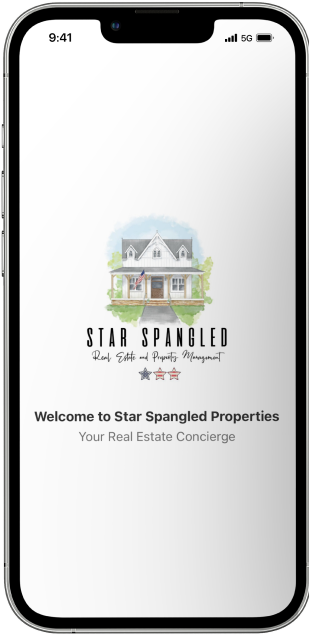 9:41 5G
STAR SPANGLED
Real Estate and Property Management
Welcome to Star Spangled Properties
Your Real Estate Concierge